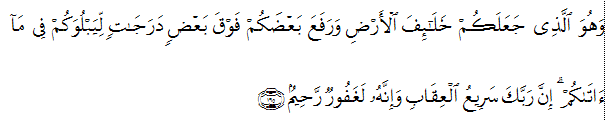 وَهُوَ ٱلَّذِى جَعَلَكُمْ خَلَـٰٓئِفَ ٱلْأَرْضِ وَرَفَعَ بَعْضَكُمْ فَوْقَ بَعْضٍ دَرَجَـٰتٍ لِّيَبْلُوَكُمْ فِى مَآ
ءَاتَىٰكُمْ ۗ إِنَّ رَبَّكَ سَرِيعُ ٱلْعِقَابِ وَإِنَّهُۥ لَغَفُورٌ رَّحِيمٌۢ ﴿١٦٥﴾